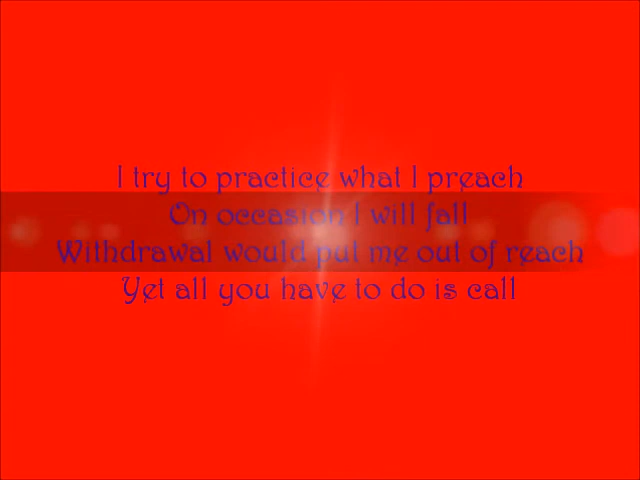 I try to practice what I preach
On occasion I will fall
Withdrawal would put me out of reach
Yet all you have to do is call